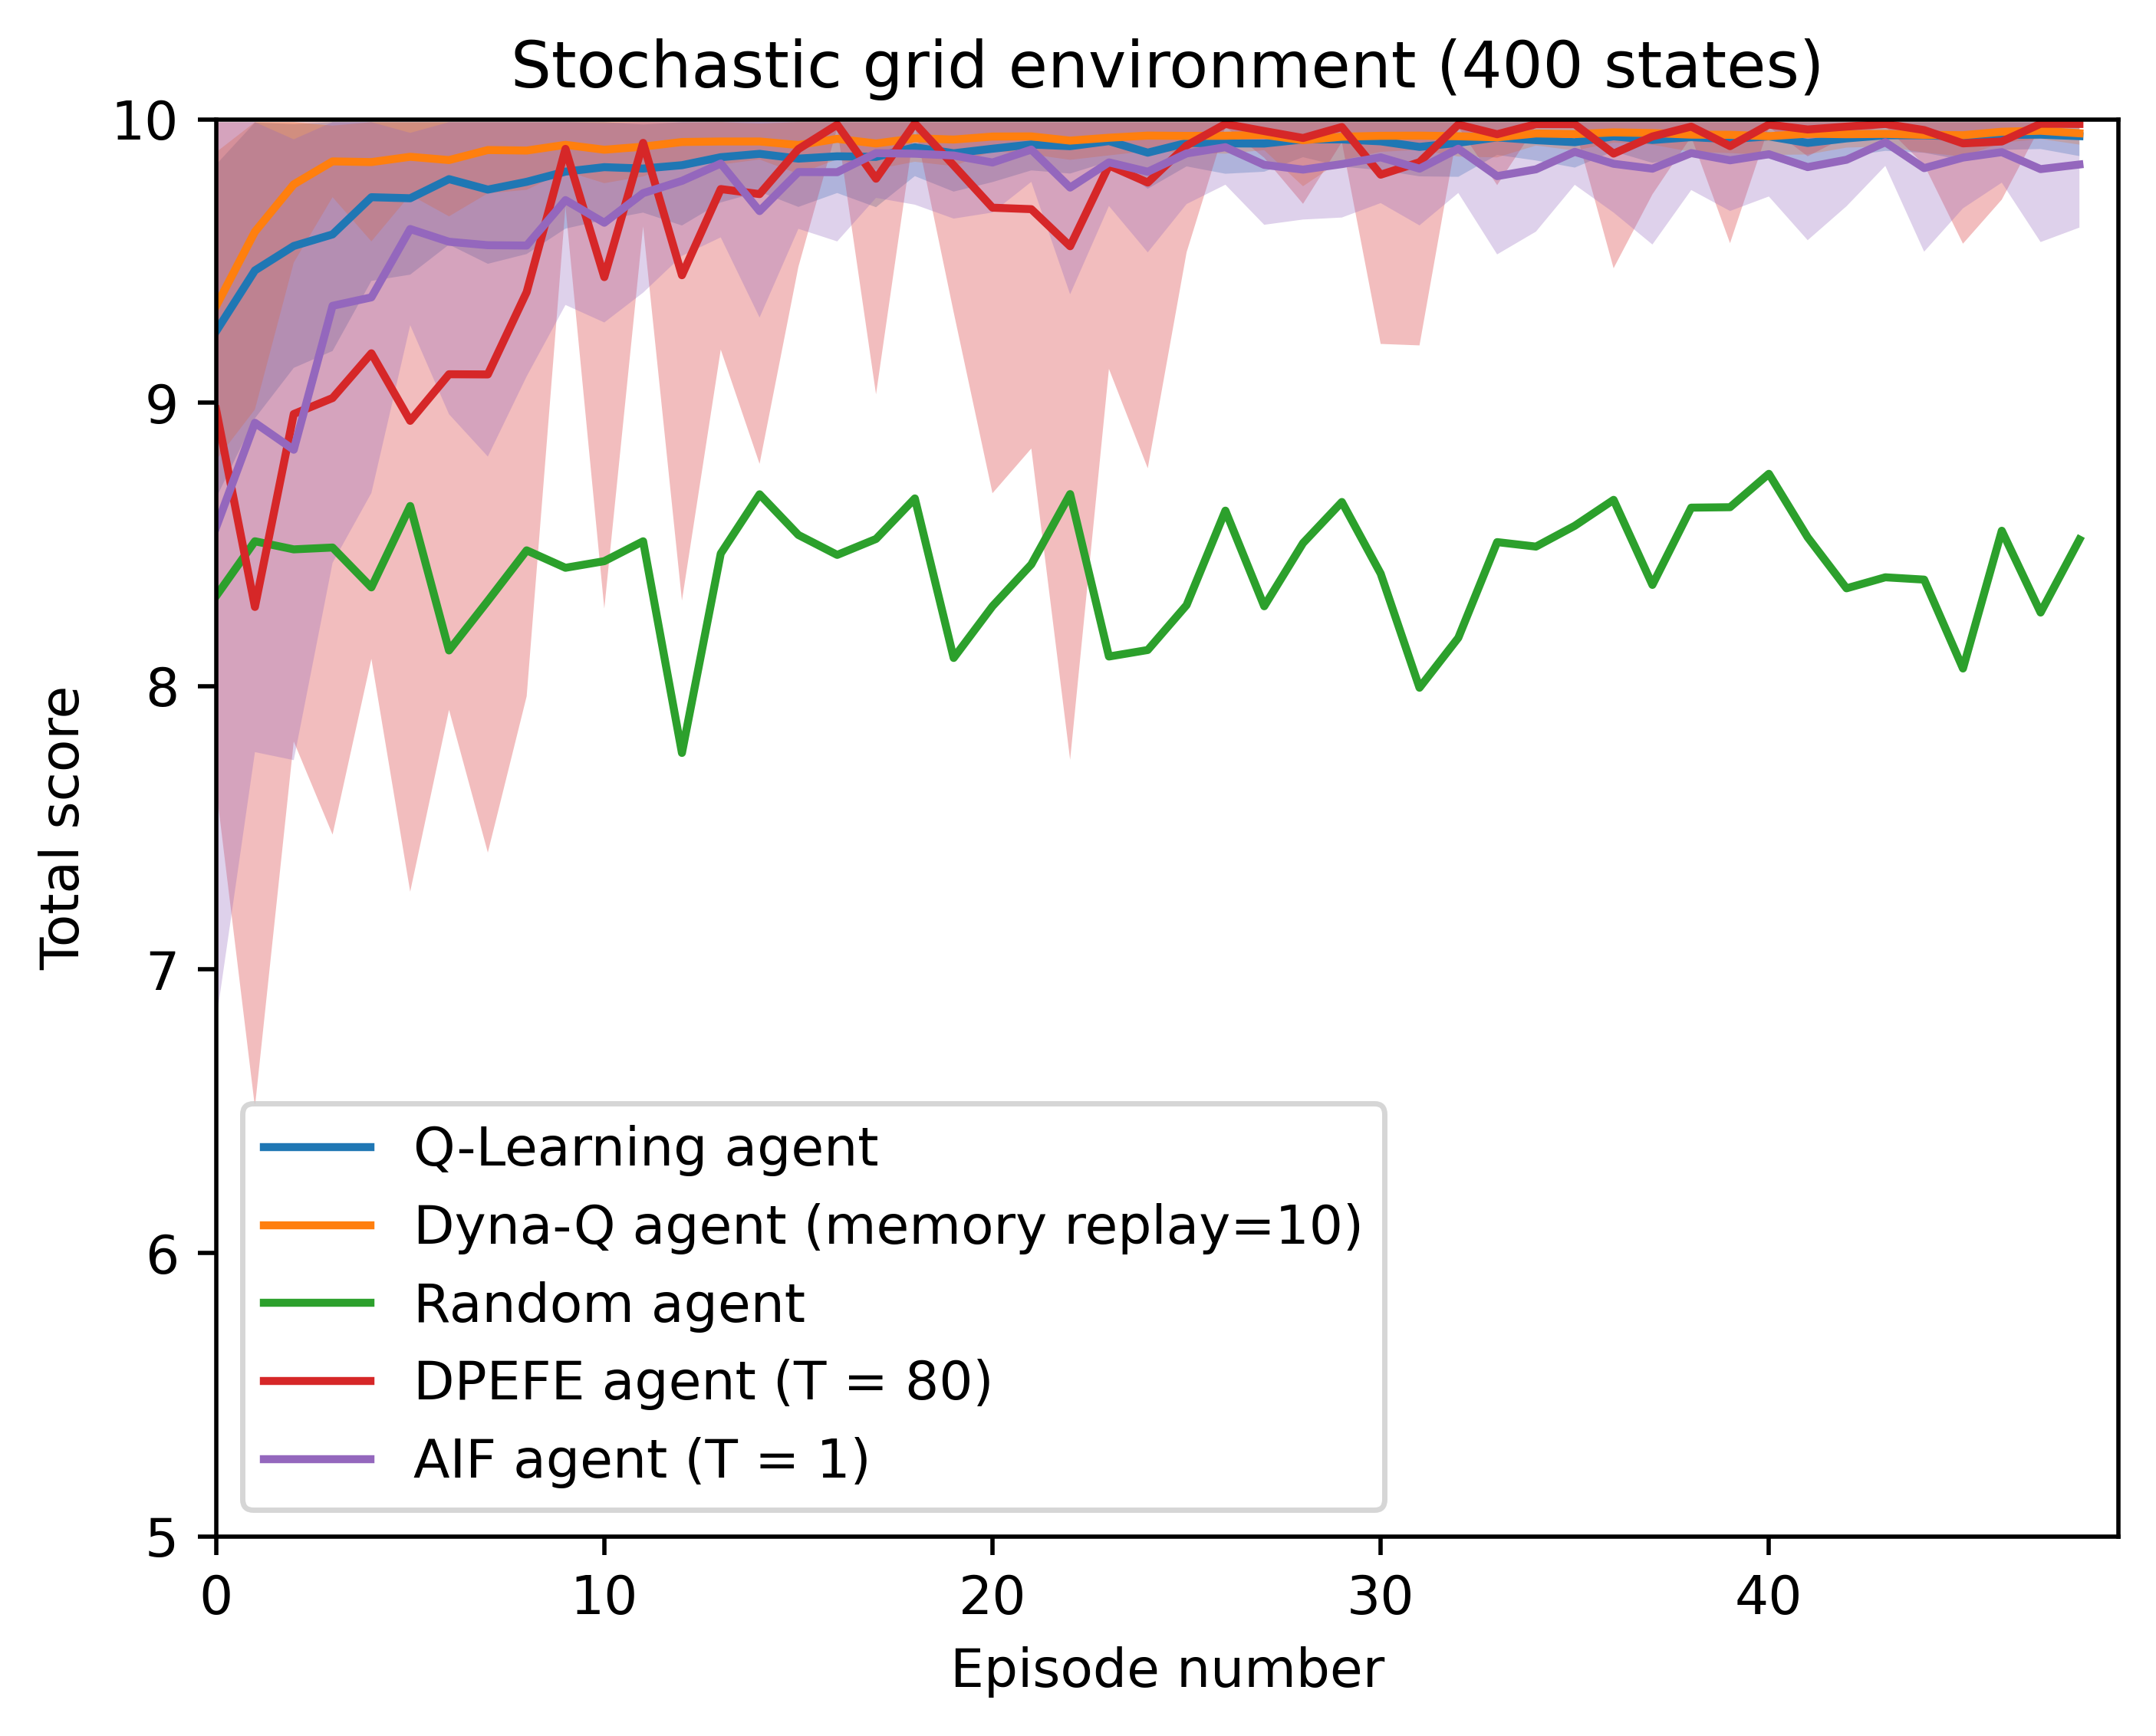 Stochastic grid environment (400 states)
10
9
8
7
6
5
Total score
Q-Learning agent
Dyna-Q agent (memory replay=10)
Random agent
DPEFE agent (T = 80)
AIF agent (T = 1)
0 10 20 30 40
Episode number